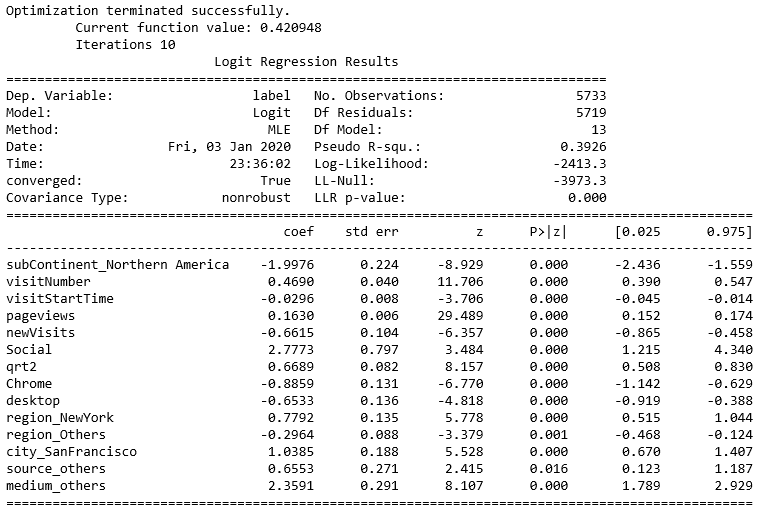 Optimization terminated successfully.
         Current function value: 0.420948
         Iterations 10
                           Logit Regression Results
==============================================================================
Dep. Variable:                  label   No. Observations:                 5733
Model:                          Logit   Df Residuals:                     5719
Method:                           MLE   Df Model:                           13
Date:                Fri, 03 Jan 2020   Pseudo R-squ.:                  0.3926
Time:                        23:36:02   Log-Likelihood:                -2413.3
converged:                       True   LL-Null:                       -3973.3
Covariance Type:            nonrobust   LLR p-value:                     0.000
=================================================================================================
                                    coef    std err          z      P>|z|      [0.025      0.975]
-------------------------------------------------------------------------------------------------
subContinent_Northern America    -1.9976      0.224     -8.929      0.000      -2.436      -1.559
visitNumber                       0.4690      0.040     11.706      0.000       0.390       0.547
visitStartTime                   -0.0296      0.008     -3.706      0.000      -0.045      -0.014
pageviews                         0.1630      0.006     29.489      0.000       0.152       0.174
newVisits                        -0.6615      0.104     -6.357      0.000      -0.865      -0.458
Social                            2.7773      0.797      3.484      0.000       1.215       4.340
qrt2                              0.6689      0.082      8.157      0.000       0.508       0.830
Chrome                           -0.8859      0.131     -6.770      0.000      -1.142      -0.629
desktop                          -0.6533      0.136     -4.818      0.000      -0.919      -0.388
region_NewYork                    0.7792      0.135      5.778      0.000       0.515       1.044
region_Others                    -0.2964      0.088     -3.379      0.001      -0.468      -0.124
city_SanFrancisco                 1.0385      0.188      5.528      0.000       0.670       1.407
source_others                     0.6553      0.271      2.415      0.016       0.123       1.187
medium_others                     2.3591      0.291      8.107      0.000       1.789       2.929
=================================================================================================